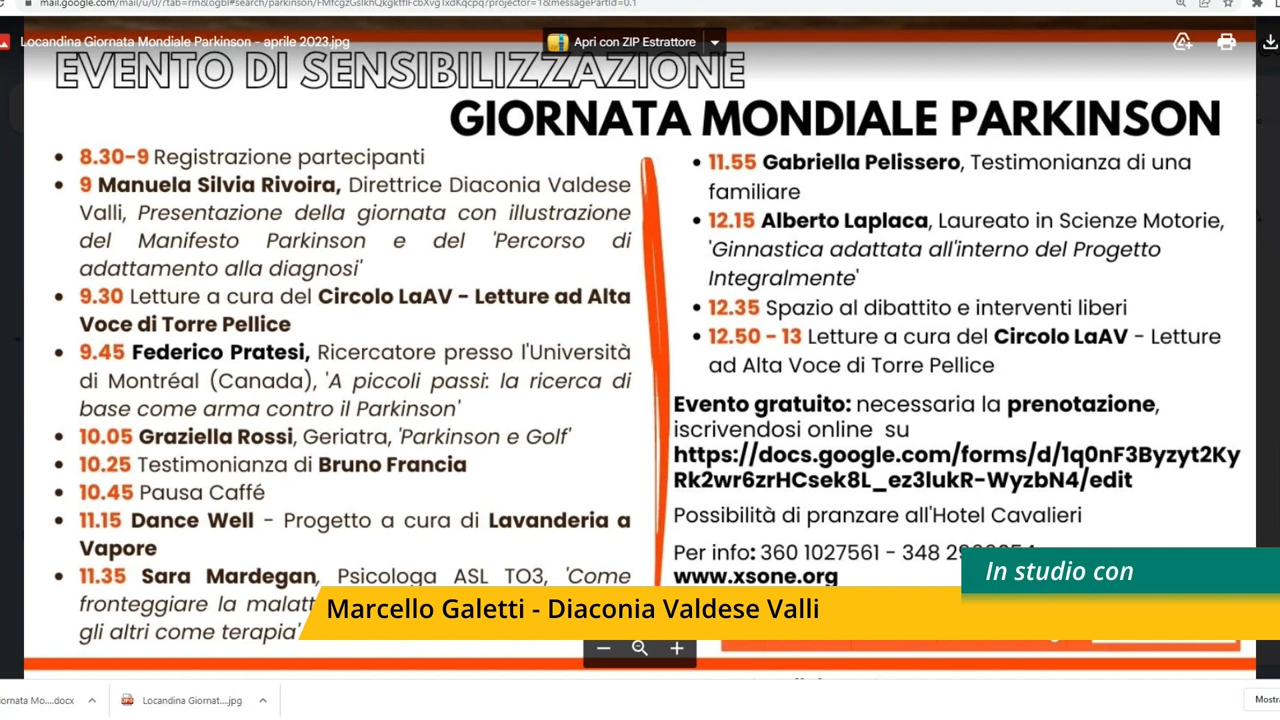 mail.google.com/mail/u/0/?tab=rm&ogbl#search/parkinson/
projector=1&messagePartId=0.1
Locandina Giornata Mondiale Parkinson - aprile 2023.jpg
Apri con ZIP Estrattore
EVENTO DI SENSIBILIZZAZIONE
GIORNATA MONDIALE PARKINSON
• 8.30-9 Registrazione partecipanti
• 9 Manuela Silvia Rivoira, Direttrice Diaconia Valdese
Valli, Presentazione della giornata con illustrazione
del Manifesto Parkinson e del 'Percorso di
adattamento alla diagnosi'
• 9.30 Letture a cura del Circolo LaAV - Letture ad Alta
Voce di Torre Pellice
• 9.45 Federico Pratesi, Ricercatore presso l'Università
di Montréal (Canada), 'A piccoli passi: la ricerca di
base come arma contro il Parkinson'
• 10.05 Graziella Rossi, Geriatra, 'Parkinson e Golf'
• 10.25 Testimonianza di Bruno Francia
• 10.45 Pausa Caffé
• 11.15 Dance Well - Progetto a cura di Lavanderia a
Vapore
• 11.35 Sara Mardegan, Psicologa ASL TO3, 'Come
fronteggiare la malatt
gli altri come terapia'
• 11.55 Gabriella Pelissero, Testimonianza di una
familiare
• 12.15 Alberto Laplaca, Laureato in Scienze Motorie,
'Ginnastica adattata all'interno del Progetto
Integralmente'
• 12.35 Spazio al dibattito e interventi liberi
• 12.50 - 13 Letture a cura del Circolo LaAV - Letture
ad Alta Voce di Torre Pellice
Evento gratuito: necessaria la prenotazione,
iscrivendosi online su
https://docs.google.com/forms/d/1q0nF3Byzyt2Ky
Rk2wr6zrHCsek8L_ez3lukR-WyzbN4/edit
Possibilità di pranzare all'Hotel Cavalieri
Per info: 360 1027561 - 348
www.xsone.org
In studio con
Marcello Galetti - Diaconia Valdese Valli
iornata Mo....docx
Locandina Giornat....jpg
Mostra